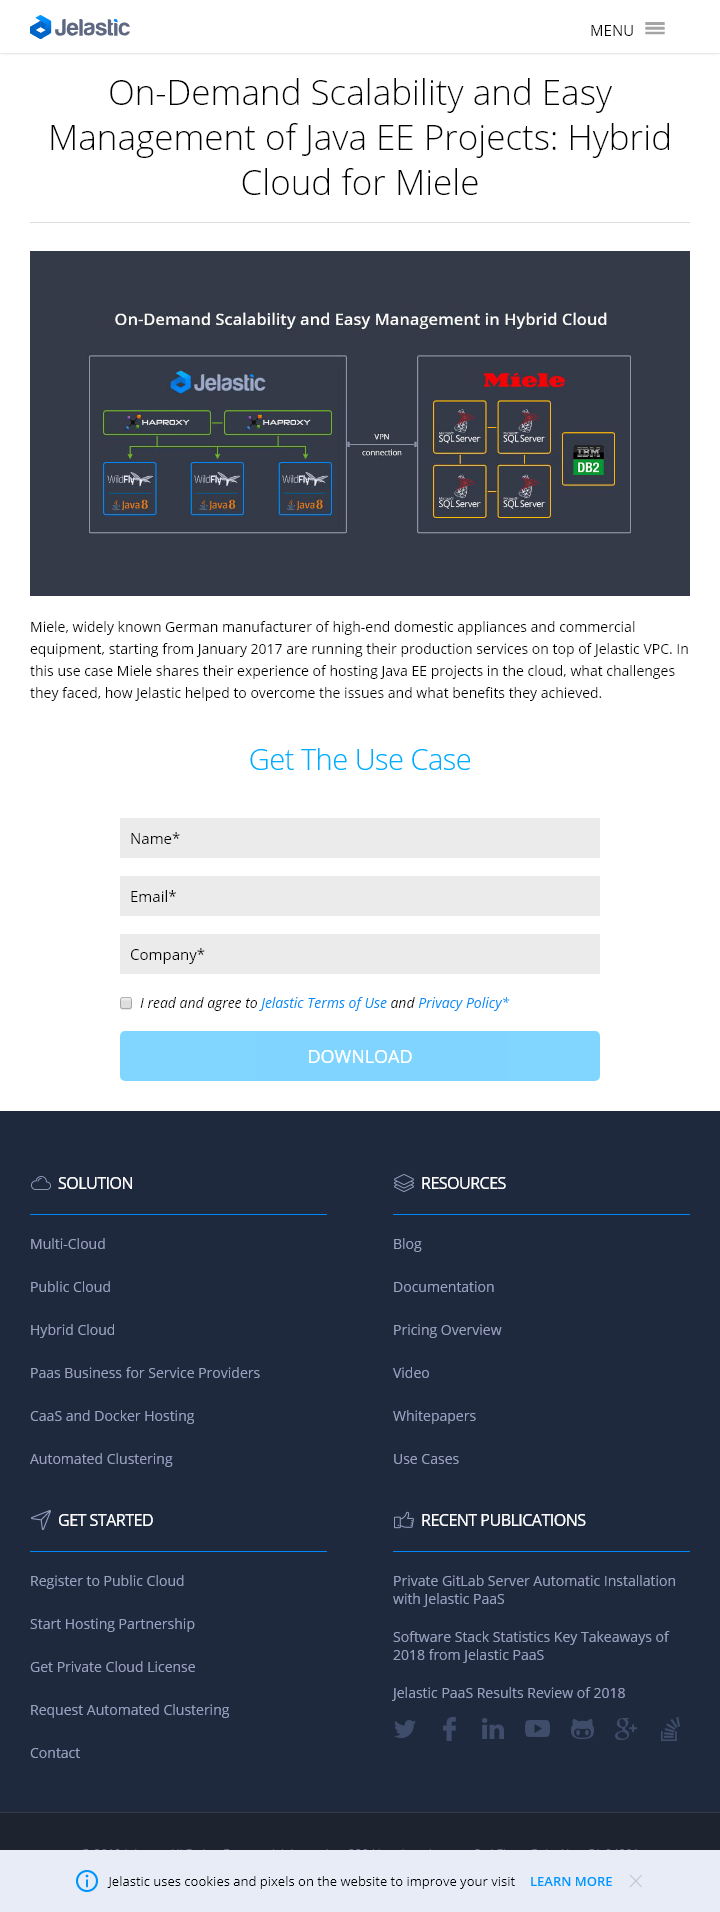 Jelastic
MENU
On-Demand Scalability and Easy
Management of Java EE Projects: Hybrid
Cloud for Miele
On-Demand Scalability and Easy Management in Hybrid Cloud
Jelastic
Miele
HAPROXY
HAPROXY
VPN
connection
SQL Server
SQL Server
IBM
DB2
WildFly
WildFly
WildFly
Java 8
Java 8
Java 8
SQL Server
SQL Server
Miele, widely known German manufacturer of high-end domestic appliances and commercial
equipment, starting from January 2017 are running their production services on top of Jelastic VPC. In
this use case Miele shares their experience of hosting Java EE projects in the cloud, what challenges
they faced, how Jelastic helped to overcome the issues and what benefits they achieved.
Get The Use Case
Name*
Email*
Company*
I read and agree to Jelastic Terms of Use and Privacy Policy*
DOWNLOAD
SOLUTION
Multi-Cloud
Public Cloud
Hybrid Cloud
Paas Business for Service Providers
CaaS and Docker Hosting
Automated Clustering
RESOURCES
Blog
Documentation
Pricing Overview
Video
Whitepapers
Use Cases
GET STARTED
Register to Public Cloud
Start Hosting Partnership
Get Private Cloud License
Request Automated Clustering
Contact
RECENT PUBLICATIONS
Private GitLab Server Automatic Installation
with Jelastic PaaS
Software Stack Statistics Key Takeaways of
2018 from Jelastic PaaS
Jelastic PaaS Results Review of 2018
Jelastic uses cookies and pixels on the website to improve your visit LEARN MORE